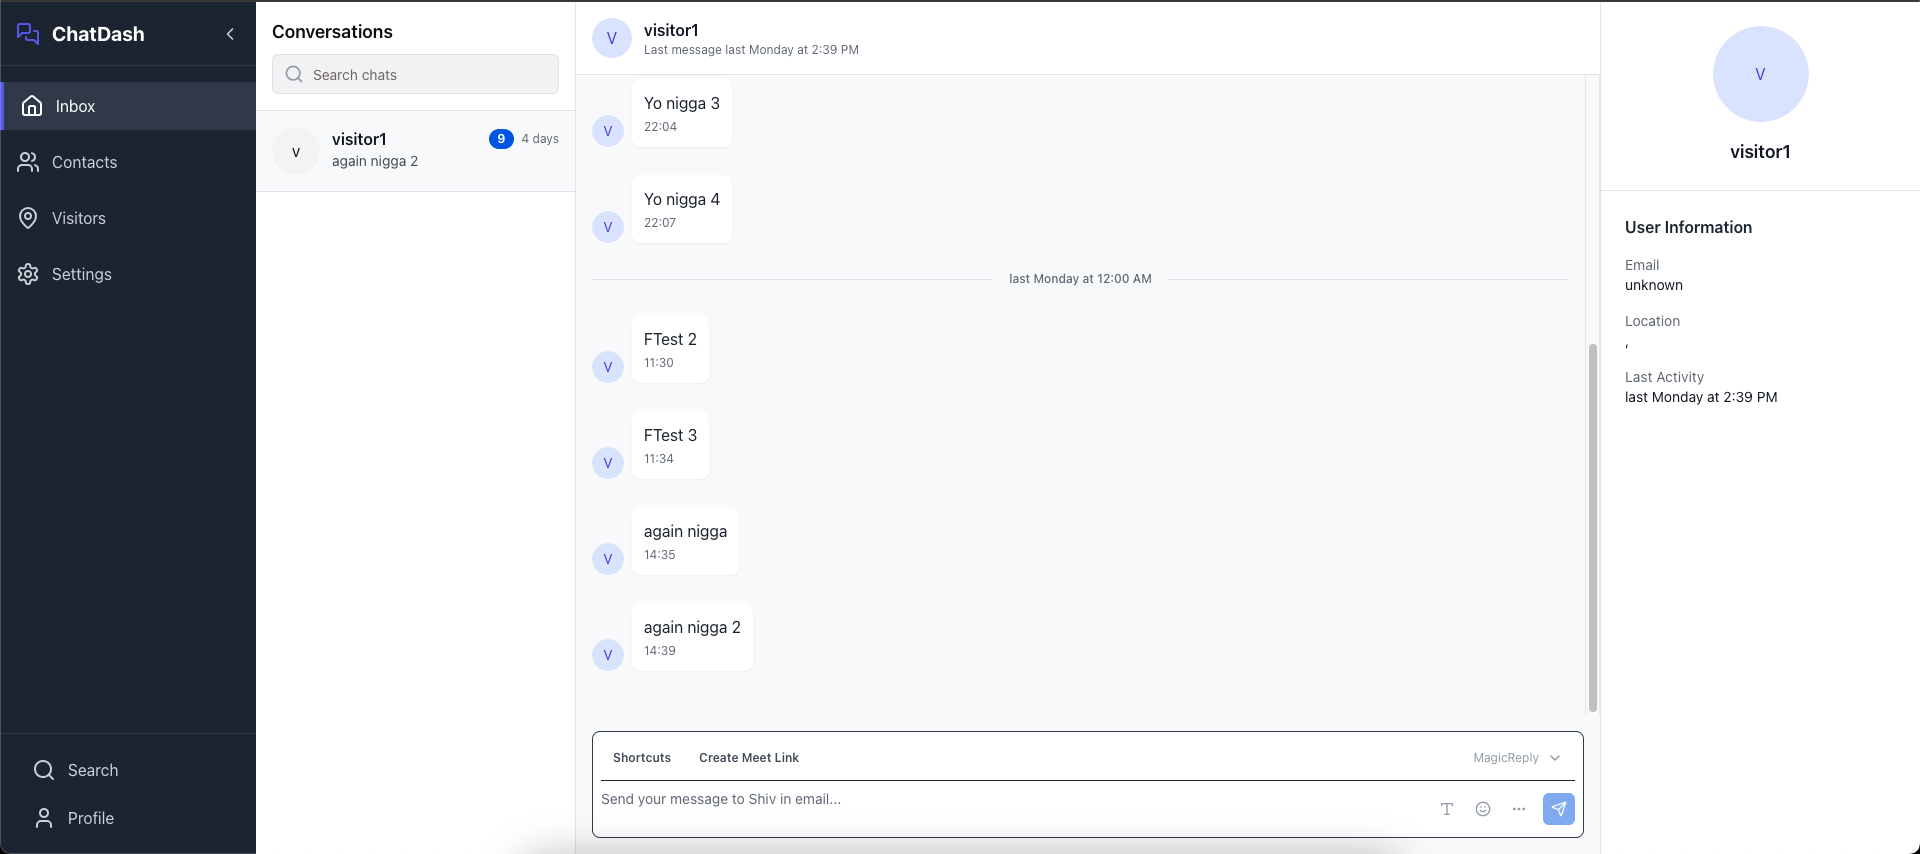 ChatDash
Inbox
Contacts
Visitors
Settings
Search
Profile
Conversations
Search chats
V
visitor1
9
4 days
again nigga 2
V
visitor1
Last message last Monday at 2:39 PM
Yo nigga 3
22:04
V
Yo nigga 4
22:07
V
last Monday at 12:00 AM
FTest 2
11:30
V
FTest 3
11:34
V
again nigga
14:35
V
again nigga 2
14:39
V
Shortcuts
Create Meet Link
MagicReply
Send your message to Shiv in email...
V
visitor1
User Information
Email
unknown
Location
,
Last Activity
last Monday at 2:39 PM